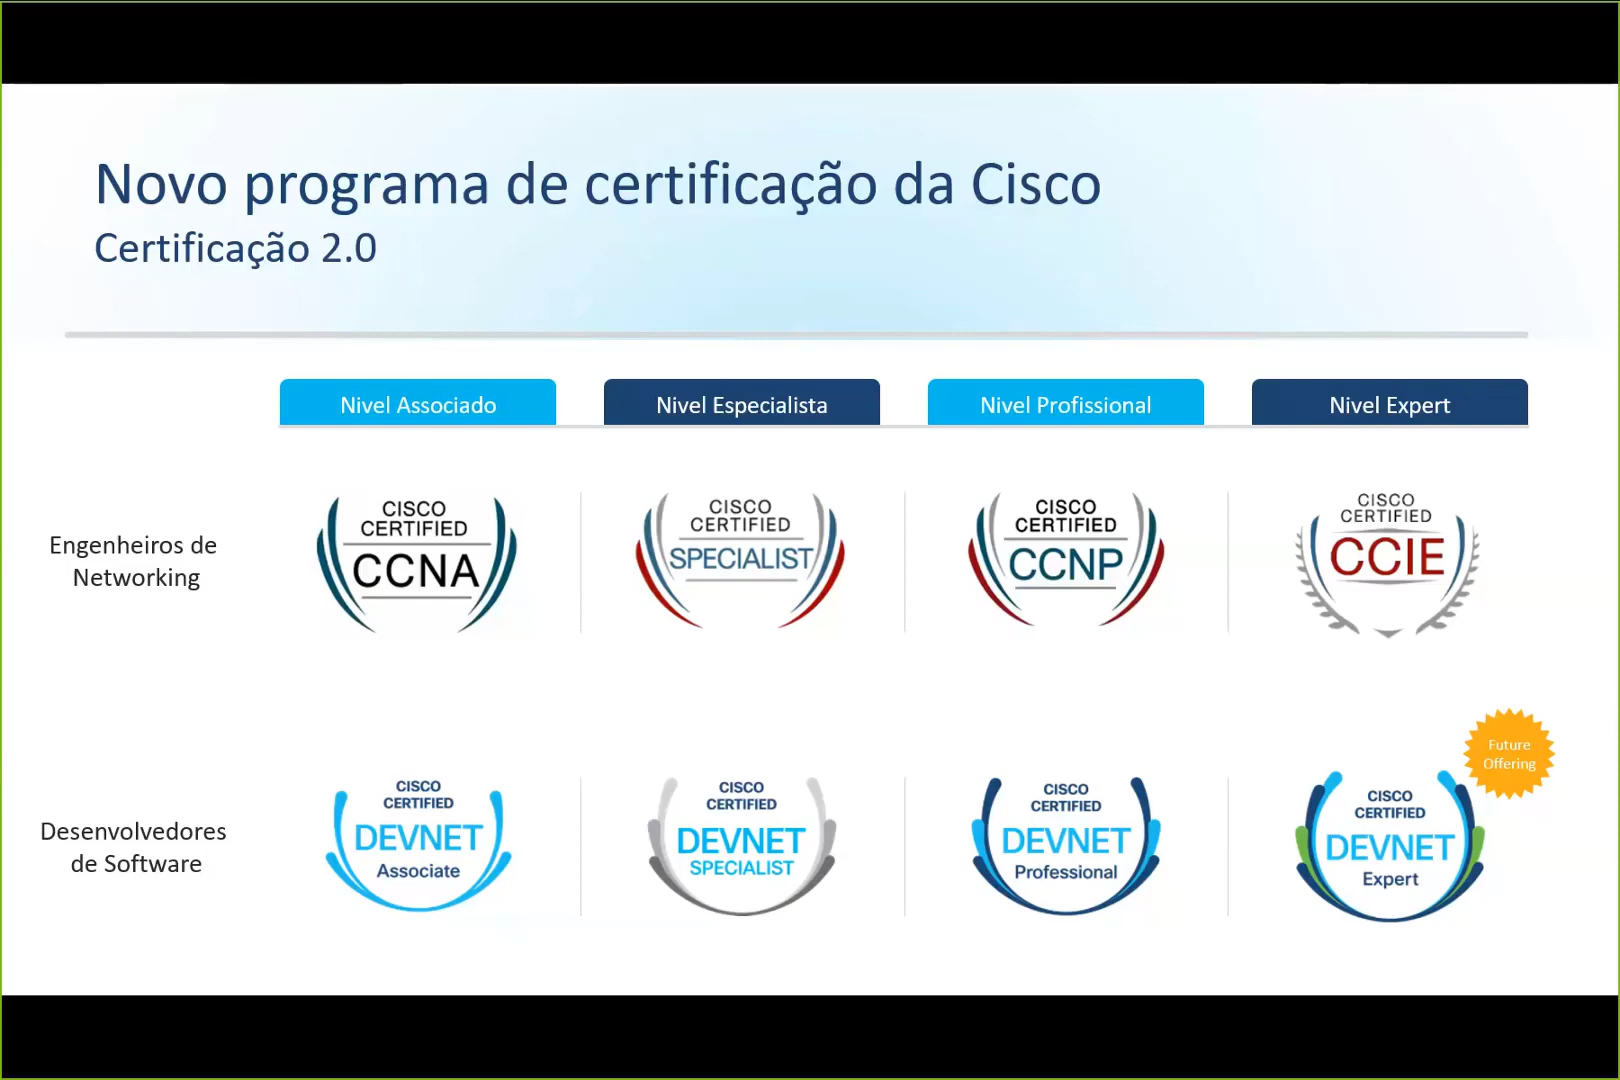 Novo programa de certificação da Cisco
Certificação 2.0
Nivel Associado
Nivel Especialista
Nivel Profissional
Nivel Expert
Engenheiros de
Networking
CISCO
CERTIFIED
CCNA
CISCO
CERTIFIED
SPECIALIST
CISCO
CERTIFIED
CCNP
CISCO
CERTIFIED
CCIE
Desenvolvedores
de Software
CISCO
CERTIFIED
DEVNET
Associate
CISCO
CERTIFIED
DEVNET
SPECIALIST
CISCO
CERTIFIED
DEVNET
Professional
CISCO
CERTIFIED
DEVNET
Expert
Future
Offering